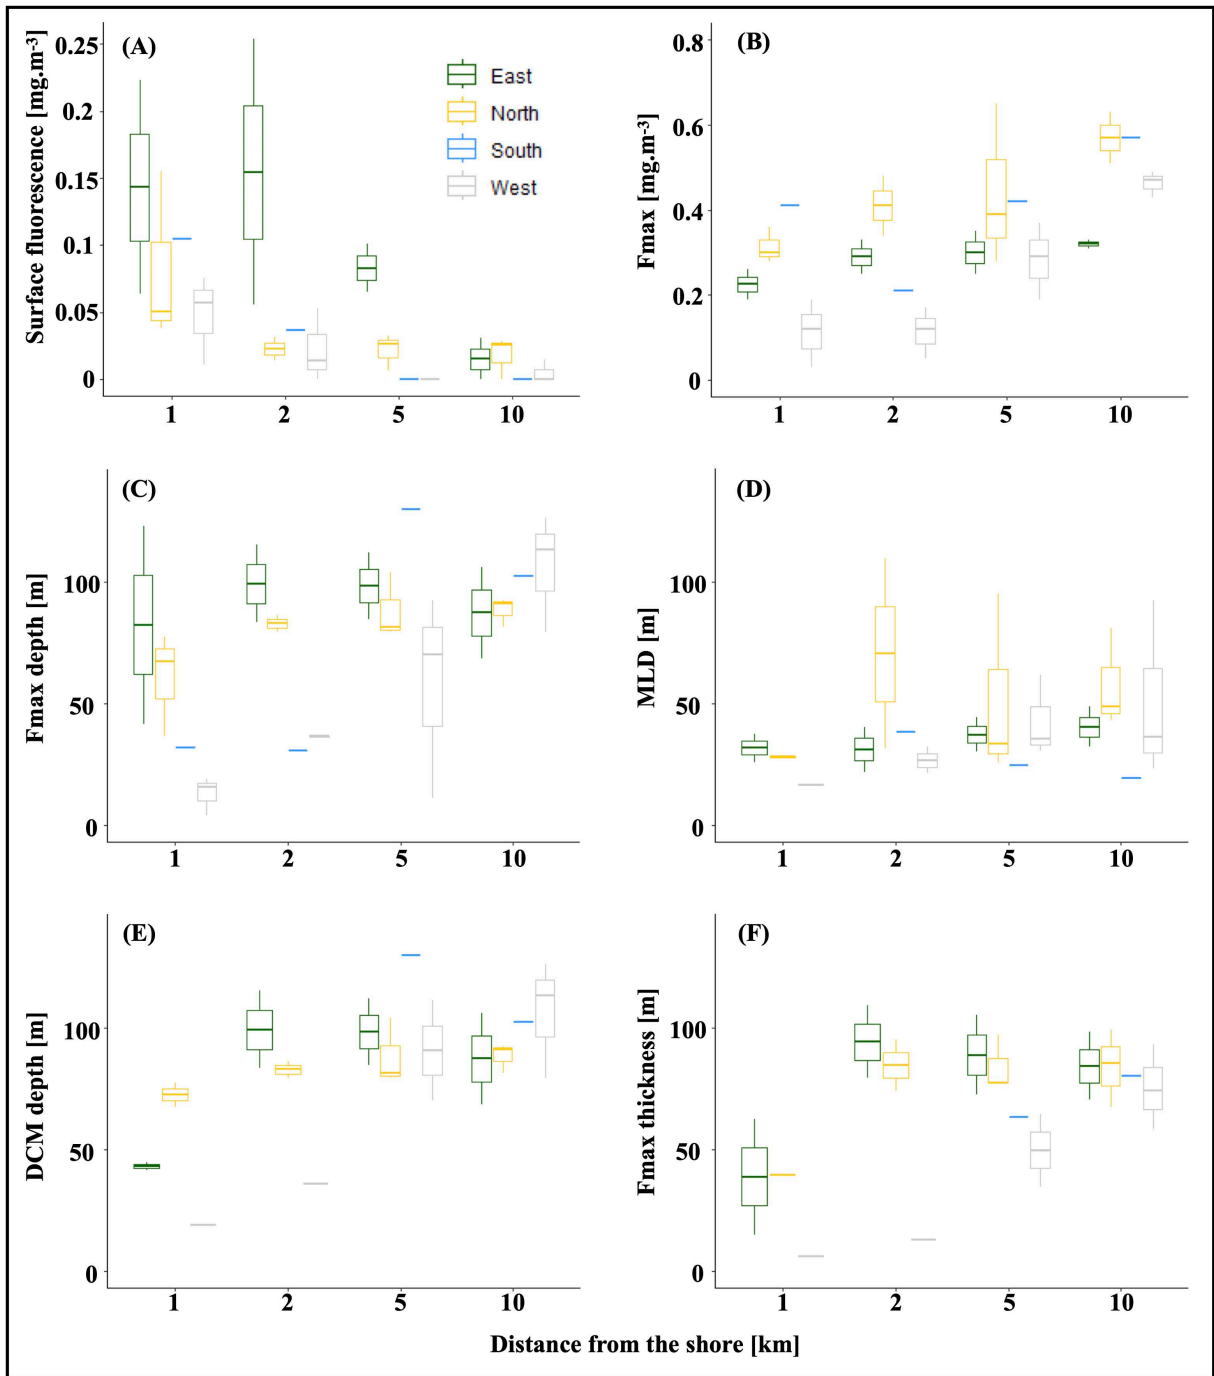 (A)
Surface fluorescence [mg.m-3]
0.25
0.2
0.15
0.1
0.05
0
1 2 5 10
East
North
South
West
(B)
Fmax [mg.m-3]
0.8
0.6
0.4
0.2
0
1 2 5 10
(C)
Fmax depth [m]
100
50
0
1 2 5 10
(D)
MLD [m]
100
50
0
1 2 5 10
(E)
DCM depth [m]
100
50
0
1 2 5 10
(F)
Fmax thickness [m]
100
50
0
1 2 5 10
Distance from the shore [km]